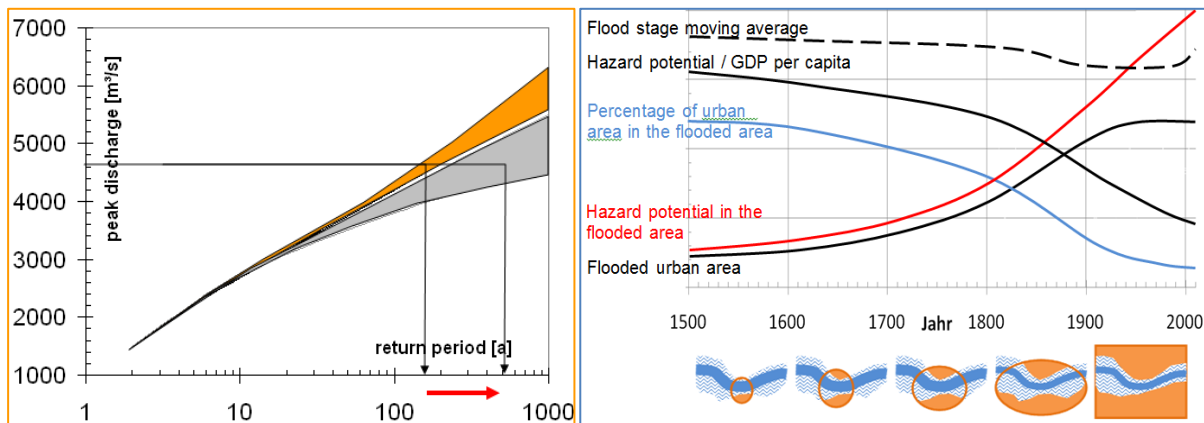 7000
6000
5000
4000
3000
2000
1000
peak discharge [m³/s]
return period [a]
1
10
100
1000
Flood stage moving average
Hazard potential / GDP per capita
Percentage of urban
area in the flooded area
Hazard potential in the
flooded area
Flooded urban area
1500
1600
1700
Jahr
1800
1900
2000